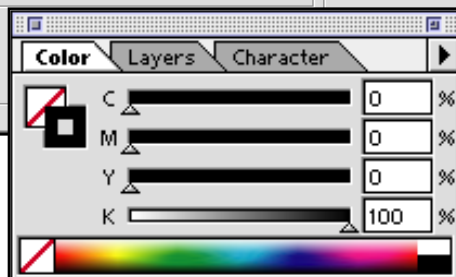 Color Layers Character
C 0 %
M 0 %
Y 0 %
K 100 %